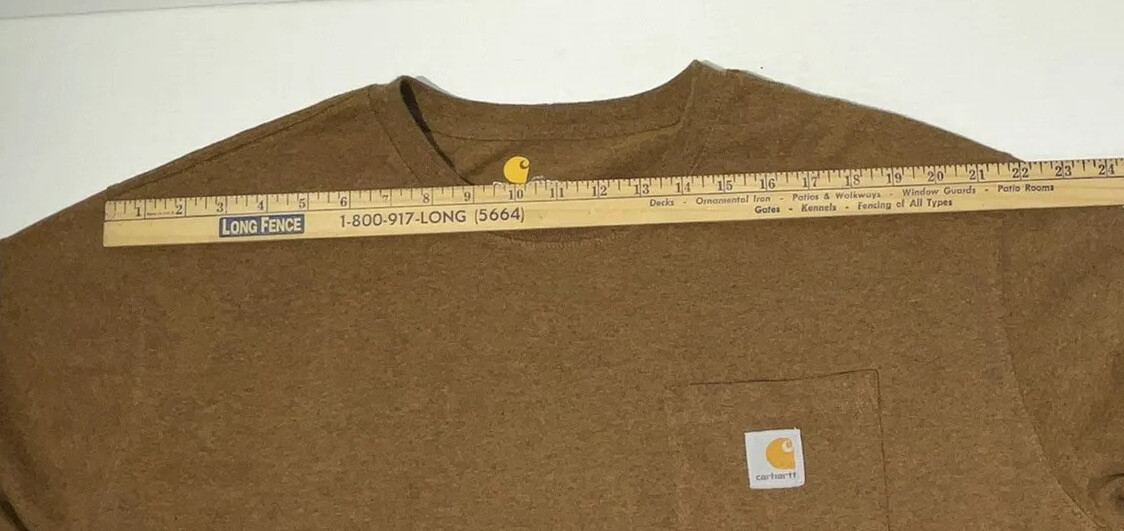 1 2 3 4 5 6 7 8 9 10 11 12 13 14 15 16 17 18 19 20 21 22 23 24
LONG FENCE 1-800-917-LONG (5664)
Decks - Ornamental Iron - Patios & Walkways - Window Guards - Patio Rooms
Gates - Kennels - Fencing of All Types
carhartt